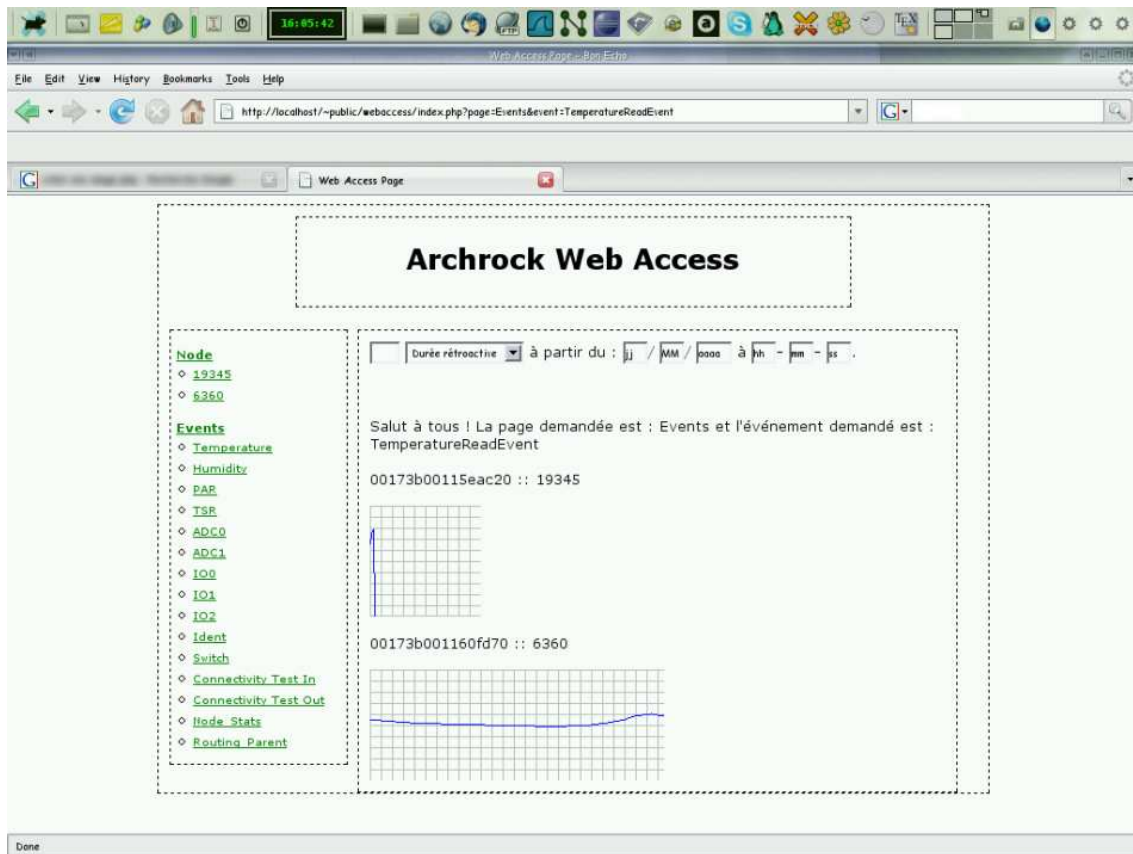 16:05:42
FTP
TEX
Web Access Page - Bon Echo
File Edit View History Bookmarks Tools Help
http://localhost/~public/webaccess/index.php?page=Events&event=TemperatureReadEvent
G
G
Web Access Page
Archrock Web Access
Node
19345
6360
Events
Temperature
Humidity
PAR
TSR
ADC0
ADC1
IO0
IO1
IO2
Ident
Switch
Connectivity Test In
Connectivity Test Out
Node Stats
Routing Parent
Durée rétroactive à partir du : jj / MM / aaaa à hh - mm - ss .
Salut à tous ! La page demandée est : Events et l'événement demandé est :
TemperatureReadEvent
00173b00115eac20 :: 19345
00173b001160fd70 :: 6360
Done